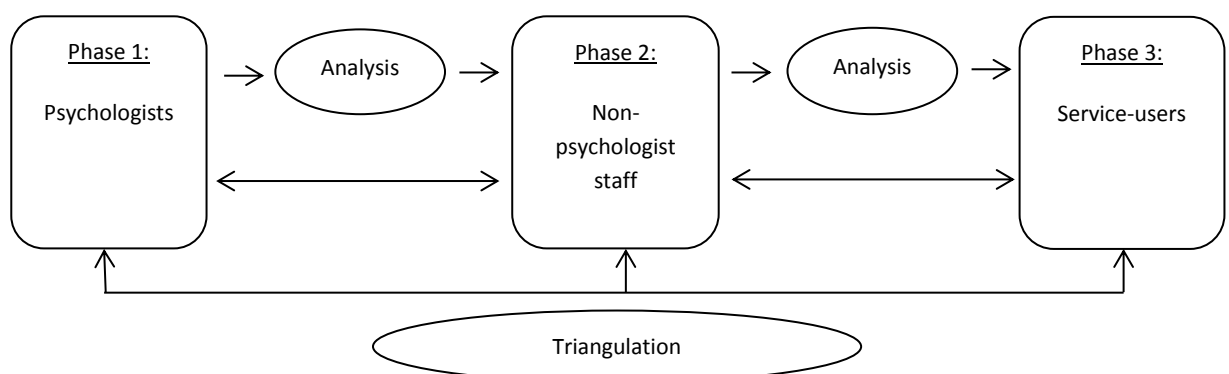 Phase 1:
Psychologists
Analysis
Phase 2:
Non-
psychologist
staff
Analysis
Phase 3:
Service-users
Triangulation